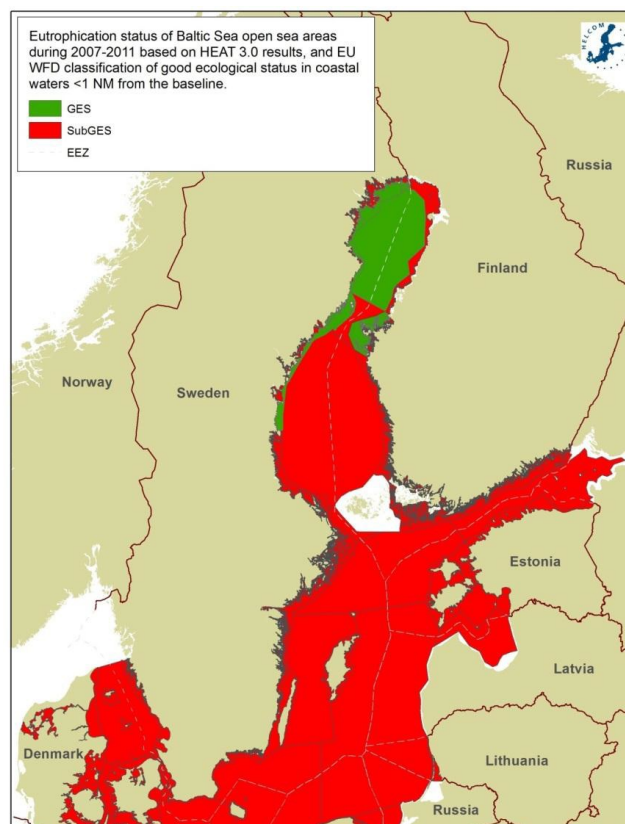 Eutrophication status of Baltic Sea open sea areas
during 2007-2011 based on HEAT 3.0 results, and EU
WFD classification of good ecological status in coastal
waters <1 NM from the baseline.
GES
SubGES
EEZ
HELCOM
Russia
Finland
Norway
Sweden
Estonia
Latvia
Denmark
Lithuania
Russia